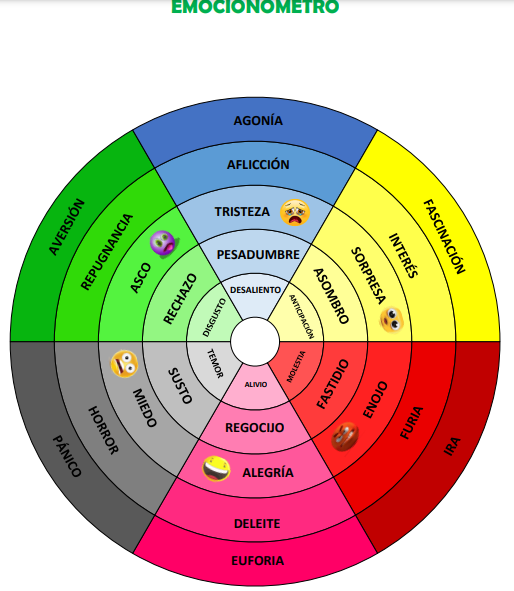 EMOCIONÓMETRO
AGONÍA
AFLICCIÓN
TRISTEZA
PESADUMBRE
DESALIENTO
FASCINACIÓN
INTERÉS
SORPRESA
ASOMBRO
ANTICIPACIÓN
IRA
FURIA
ENOJO
FASTIDIO
MOLESTIA
ALIVIO
REGOCIJO
ALEGRÍA
DELEITE
EUFORIA
PÁNICO
HORROR
MIEDO
SUSTO
TEMOR
AVERSIÓN
REPUGNANCIA
ASCO
RECHAZO
DISGUSTO